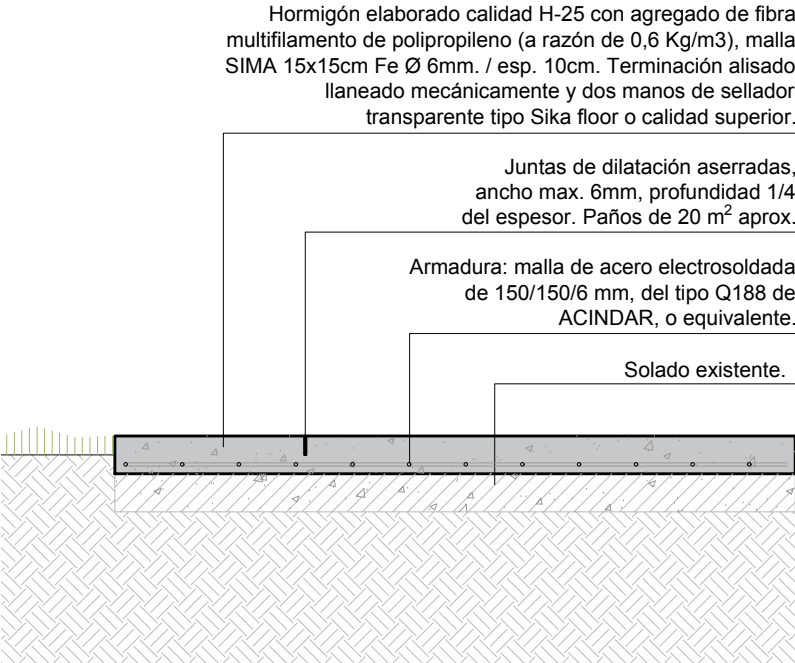 Hormigón elaborado calidad H-25 con agregado de fibra
multifilamento de polipropileno (a razón de 0,6 Kg/m3), malla
SIMA 15x15cm Fe Ø 6mm. / esp. 10cm. Terminación alisado
llaneado mecánicamente y dos manos de sellador
transparente tipo Sika floor o calidad superior.
Juntas de dilatación aserradas,
ancho max. 6mm, profundidad 1/4
del espesor. Paños de 20 m² aprox.
Armadura: malla de acero electrosoldada
de 150/150/6 mm, del tipo Q188 de
ACINDAR, o equivalente.
Solado existente.